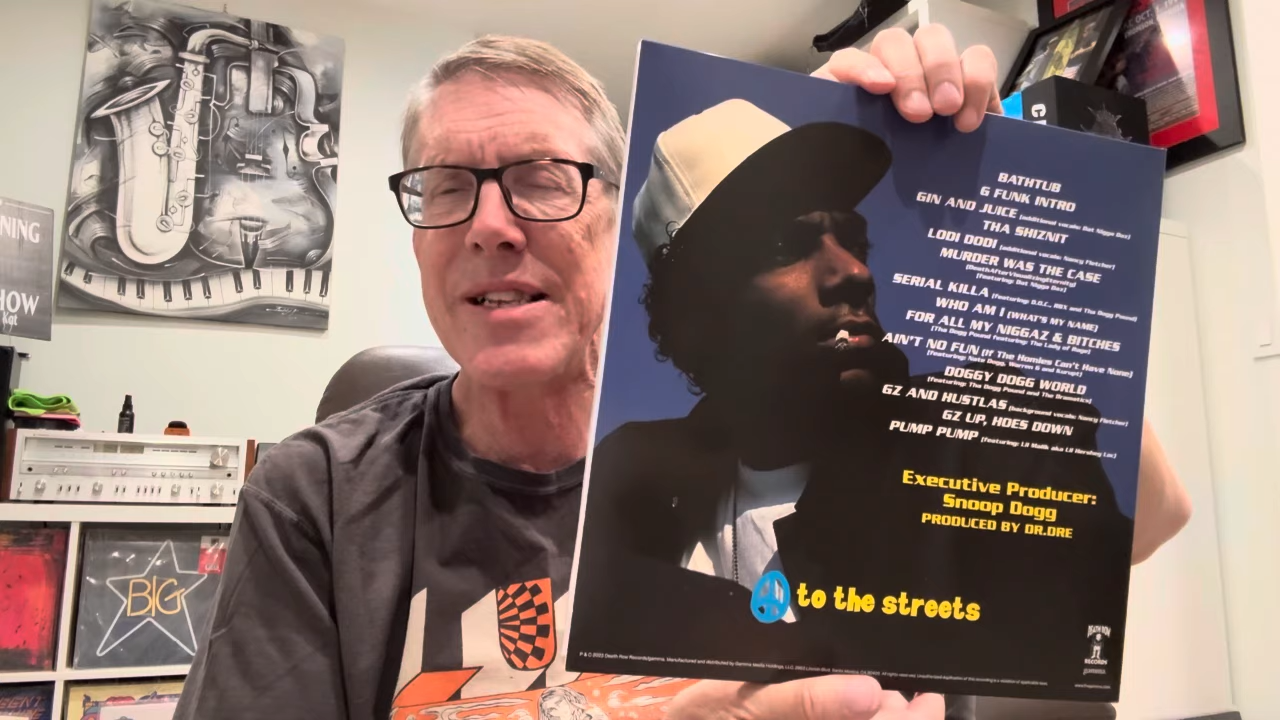 NING
HOW
Kat
BIG
BATHTUB
G FUNK INTRO
GIN AND JUICE (additional vocals: Dat Nigga Daz)
THA SHIZNIT
LODI DODI (additional vocals: Nancy Fletcher)
MURDER WAS THE CASE
(DeathAfterVisualizingEternity)
(featuring: Dat Nigga Daz)
SERIAL KILLA (featuring: D.O.C., RBX and Tha Dogg Pound)
WHO AM I (WHAT'S MY NAME)
FOR ALL MY NIGGAZ & BITCHES
(Tha Dogg Pound featuring: The Lady of Rage)
AIN'T NO FUN (If The Homies Can't Have None)
(featuring: Nate Dogg, Warren G and Kurupt)
DOGGY DOGG WORLD
(featuring: Tha Dogg Pound and The Dramatics)
GZ AND HUSTLAS (background vocals: Nancy Fletcher)
GZ UP, HOES DOWN
PUMP PUMP (featuring: Lil Malik aka Lil Hershey Loc)
Executive Producer:
Snoop Dogg
PRODUCED BY DR.DRE
to the streets
DEATH ROW
RECORDS
gamma.